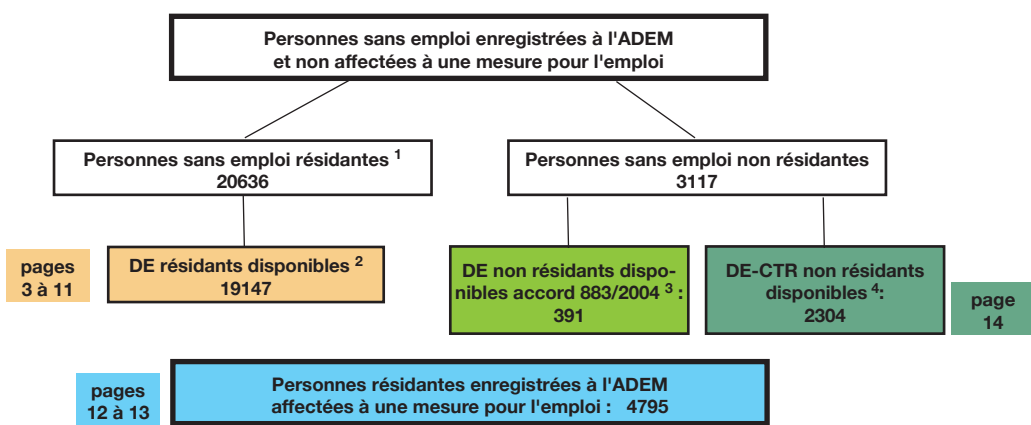 Personnes sans emploi enregistrées à l'ADEM
et non affectées à une mesure pour l'emploi
Personnes sans emploi résidantes 1
20636
Personnes sans emploi non résidantes
3117
pages
3 à 11
DE résidants disponibles 2
19147
DE non résidants dispo-
nibles accord 883/2004 3 :
391
DE-CTR non résidants
disponibles 4:
2304
page
14
pages
12 à 13
Personnes résidantes enregistrées à l'ADEM
affectées à une mesure pour l'emploi : 4795